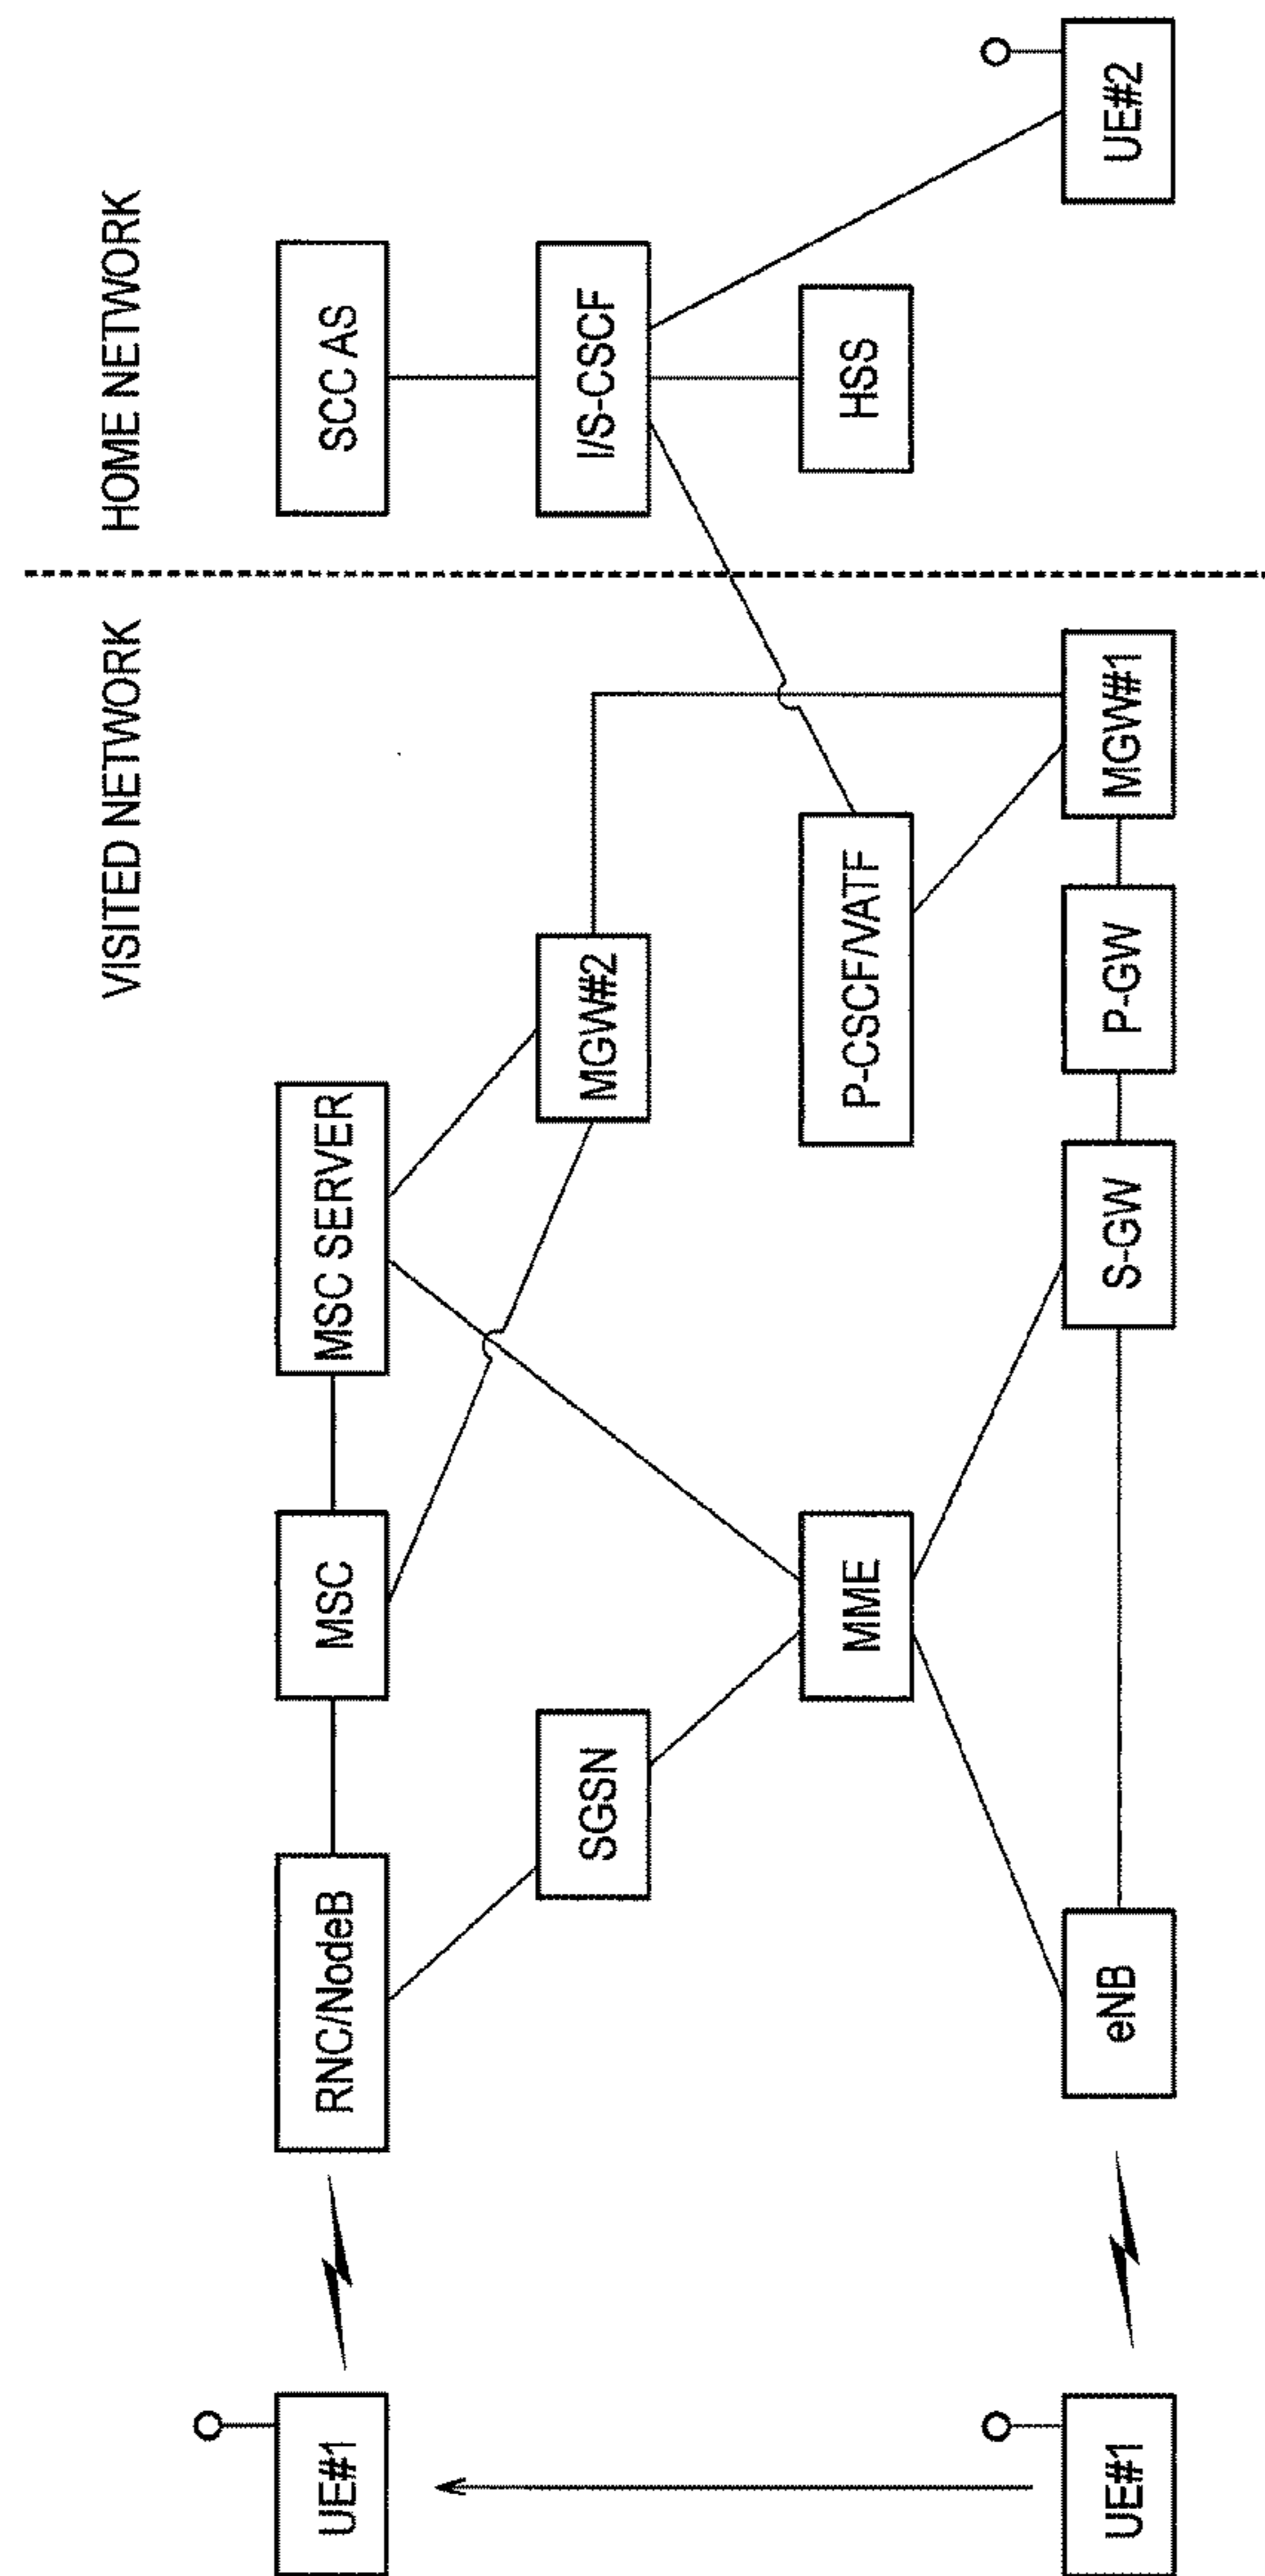 VISITED NETWORK
HOME NETWORK
UE#1
RNC/NodeB
MSC
MSC SERVER
SCC AS
SGSN
MGW#2
I/S-CSCF
MME
P-CSCF/VATF
HSS
UE#1
eNB
S-GW
P-GW
MGW#1
UE#2